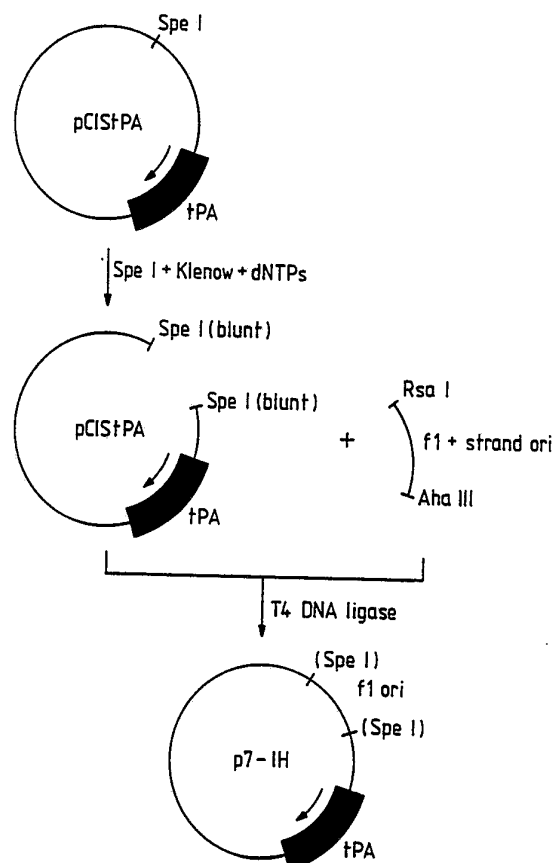 Spe I
pCIStPA
tPA
Spe I + Klenow + dNTPs
Spe I (blunt)
Spe I (blunt)
pCIStPA
tPA
+
Rsa I
f1 + strand ori
Aha III
T4 DNA ligase
(Spe I)
f1 ori
(Spe I)
p7-1H
tPA